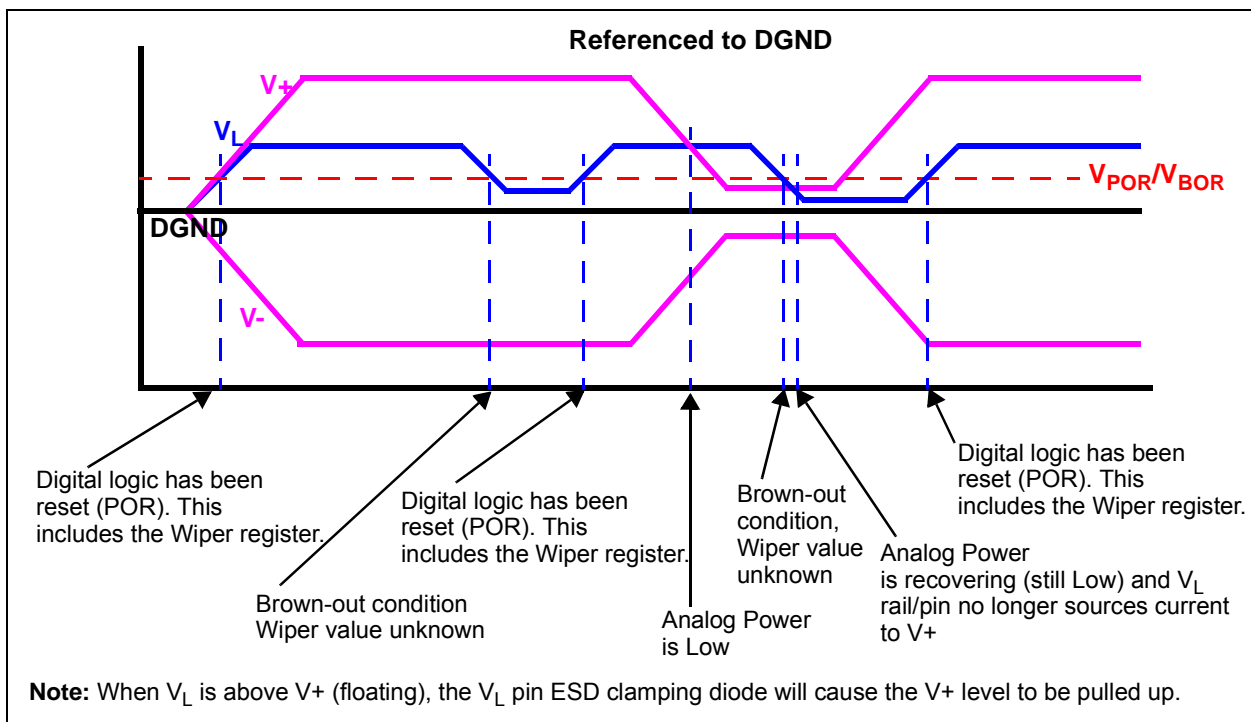 Referenced to DGND
V+
VL
VPOR/VBOR
DGND
V-
Digital logic has been
reset (POR). This
includes the Wiper register.
Brown-out condition
Wiper value unknown
Digital logic has been
reset (POR). This
includes the Wiper register.
Analog Power
is Low
Brown-out
condition,
Wiper value
unknown
Analog Power
is recovering (still Low) and VL
rail/pin no longer sources current
to V+
Digital logic has been
reset (POR). This
includes the Wiper register.
Note: When VL is above V+ (floating), the VL pin ESD clamping diode will cause the V+ level to be pulled up.